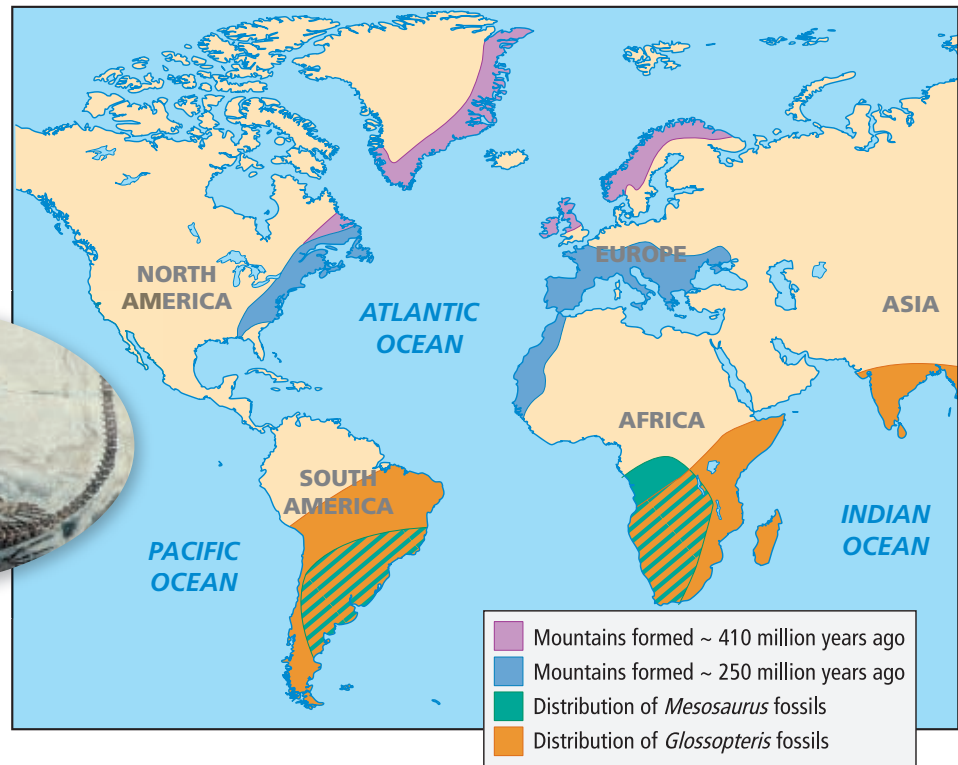 NORTH
AMERICA
ATLANTIC
OCEAN
EUROPE
ASIA
AFRICA
SOUTH
AMERICA
PACIFIC
OCEAN
INDIAN
OCEAN
Mountains formed ~ 410 million years ago
Mountains formed ~ 250 million years ago
Distribution of Mesosaurus fossils
Distribution of Glossopteris fossils